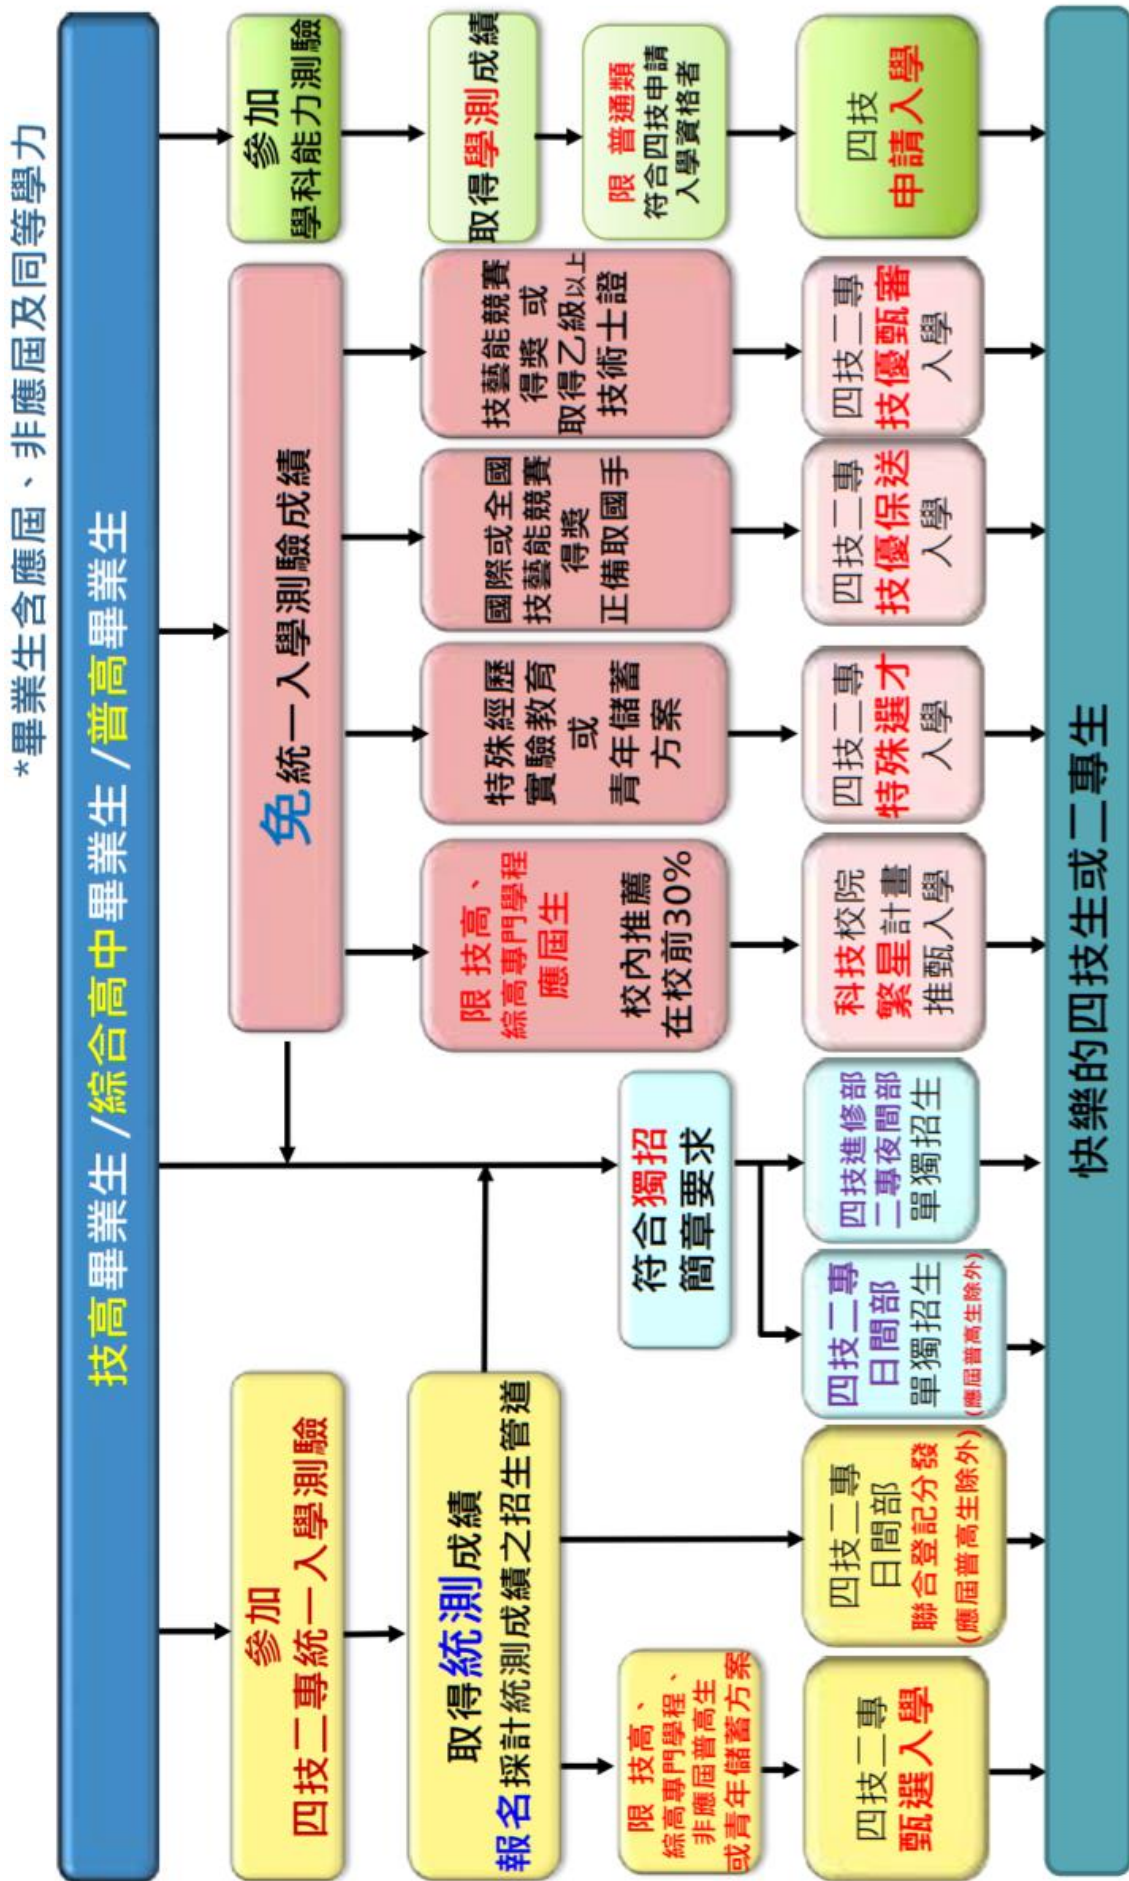 *畢業生含應屆、非應屆及同等學力
技高畢業生 /綜合高中畢業生 /普高畢業生
參加
四技二專統一入學測驗
取得統測成績
報名採計統測成績之招生管道
限 技高、
綜高專門學程、
非應屆普高生
或青年儲蓄方案
四技二專
甄選入學
四技二專
日間部
聯合登記分發
(應屆普高生除外)
符合獨招
簡章要求
四技二專
日間部
單獨招生
(應屆普高生除外)
四技進修部
二專夜間部
單獨招生
免統一入學測驗成績
限 技高、
綜高專門學程
應屆生
校內推薦
在校前30%
科技校院
繁星計畫
推甄入學
特殊經歷
實驗教育
或
青年儲蓄
方案
四技二專
特殊選才
入學
國際或全國
技藝能競賽
得獎
正備取國手
四技二專
技優保送
入學
技藝能競賽
得獎 或
取得乙級以上
技術士證
四技二專
技優甄審
入學
參加
學科能力測驗
取得學測成績
限 普通類
符合四技申請
入學資格者
四技
申請入學
快樂的四技生或二專生